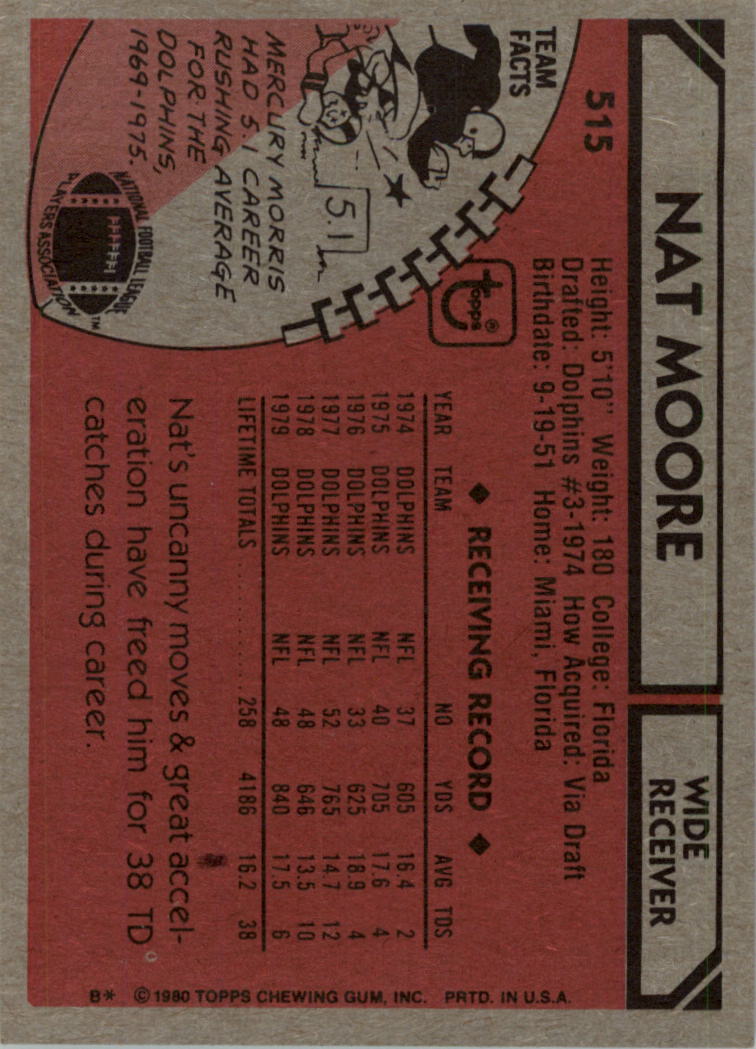 NAT MOORE
WIDE
RECEIVER
515
Height: 5'10" Weight: 180 College: Florida
Drafted: Dolphins #3-1974 How Acquired: Via Draft
Birthdate: 9-19-51 Home: Miami, Florida
TEAM
FACTS
5.1
MERCURY MORRIS
HAD 5.1 CAREER
RUSHING AVERAGE
FOR THE
DOLPHINS,
1969-1975.
topps®
NATIONAL FOOTBALL LEAGUE
PLAYERS ASSOCIATION™
NFLPA
◆ RECEIVING RECORD ◆
YEAR TEAM NO YDS AVG TDS
1974 DOLPHINS NFL 37 605 16.4 2
1975 DOLPHINS NFL 40 705 17.6 4
1976 DOLPHINS NFL 33 625 18.9 4
1977 DOLPHINS NFL 52 765 14.7 12
1978 DOLPHINS NFL 48 646 13.5 10
1979 DOLPHINS NFL 48 840 17.5 6
LIFETIME TOTALS .......... 258 4186 16.2 38
Nat's uncanny moves & great accel-
eration have freed him for 38 TD
catches during career.
B* © 1980 TOPPS CHEWING GUM, INC. PRTD. IN U.S.A.